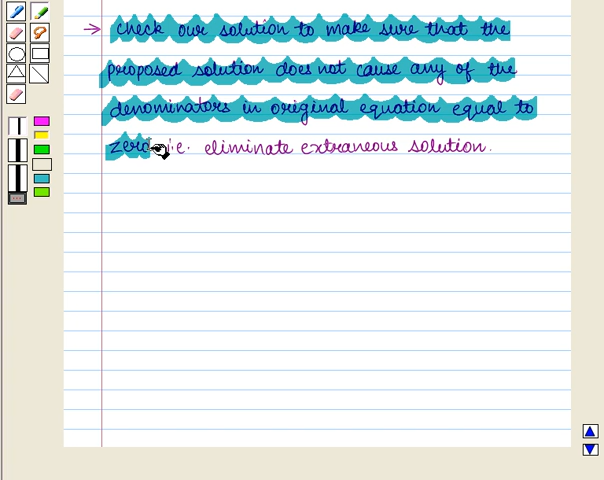 → Check our solution to make sure that the
proposed solution does not cause any of the
denominators in original equation equal to
zero i.e. eliminate extraneous solution.